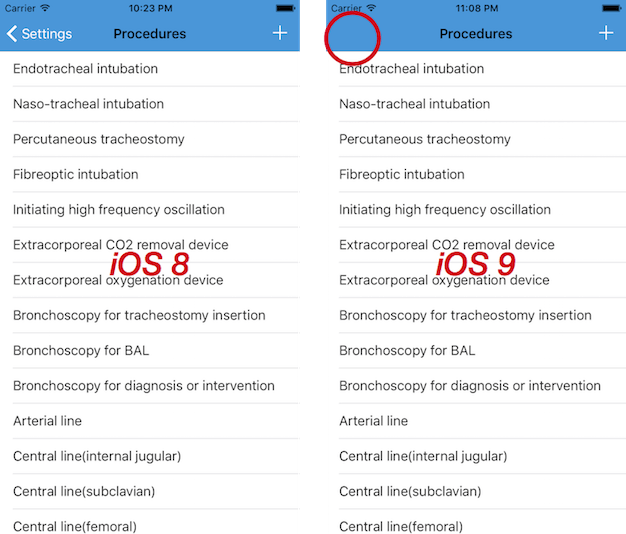 Carrier 10:23 PM
Settings Procedures +
Endotracheal intubation
Naso-tracheal intubation
Percutaneous tracheostomy
Fibreoptic intubation
Initiating high frequency oscillation
Extracorporeal CO2 removal device
iOS 8
Extracorporeal oxygenation device
Bronchoscopy for tracheostomy insertion
Bronchoscopy for BAL
Bronchoscopy for diagnosis or intervention
Arterial line
Central line(internal jugular)
Central line(subclavian)
Central line(femoral)
Carrier 11:08 PM
Procedures +
Endotracheal intubation
Naso-tracheal intubation
Percutaneous tracheostomy
Fibreoptic intubation
Initiating high frequency oscillation
Extracorporeal CO2 removal device
iOS 9
Extracorporeal oxygenation device
Bronchoscopy for tracheostomy insertion
Bronchoscopy for BAL
Bronchoscopy for diagnosis or intervention
Arterial line
Central line(internal jugular)
Central line(subclavian)
Central line(femoral)